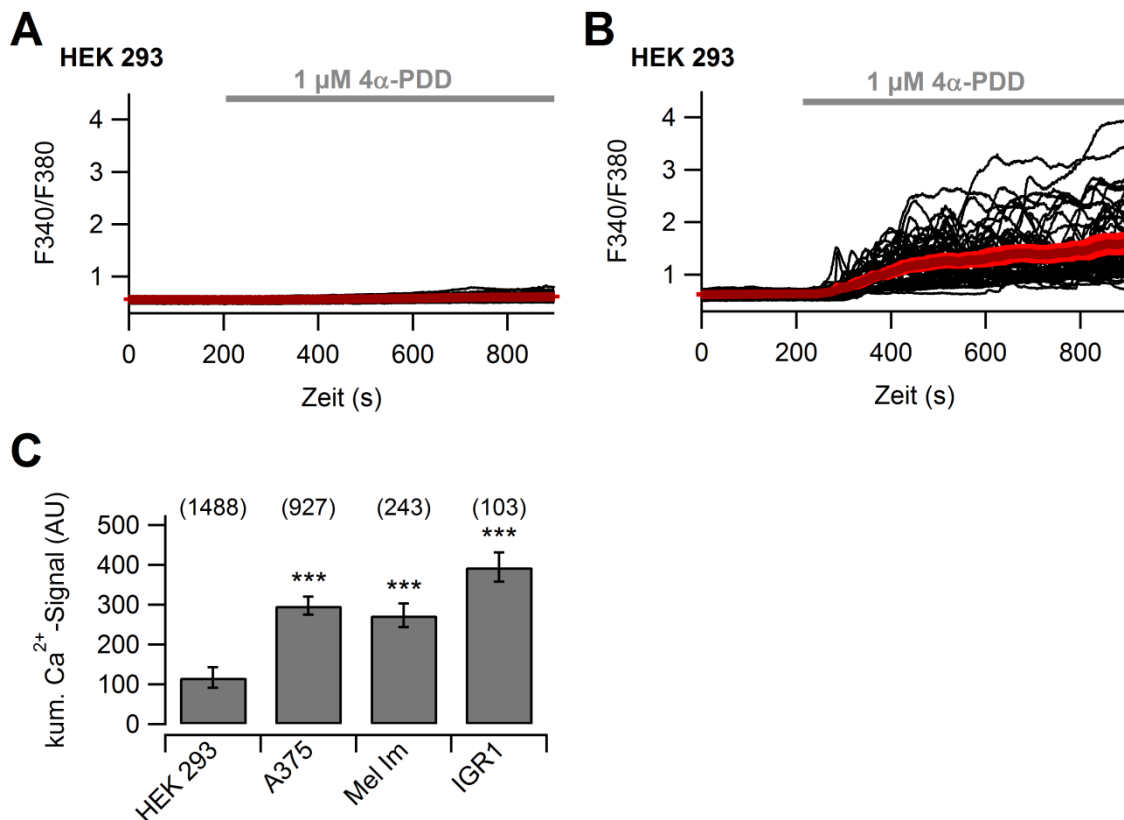 A
HEK 293
1 µM 4α-PDD
4
3
2
1
F340/F380
0
200
400
600
800
Zeit (s)
B
HEK 293
1 µM 4α-PDD
4
3
2
1
F340/F380
0
200
400
600
800
Zeit (s)
C
(1488)
(927)
(243)
(103)
***
***
***
500
400
300
200
100
0
kum. Ca²⁺ -Signal (AU)
HEK 293
A375
Mel Im
IGR1